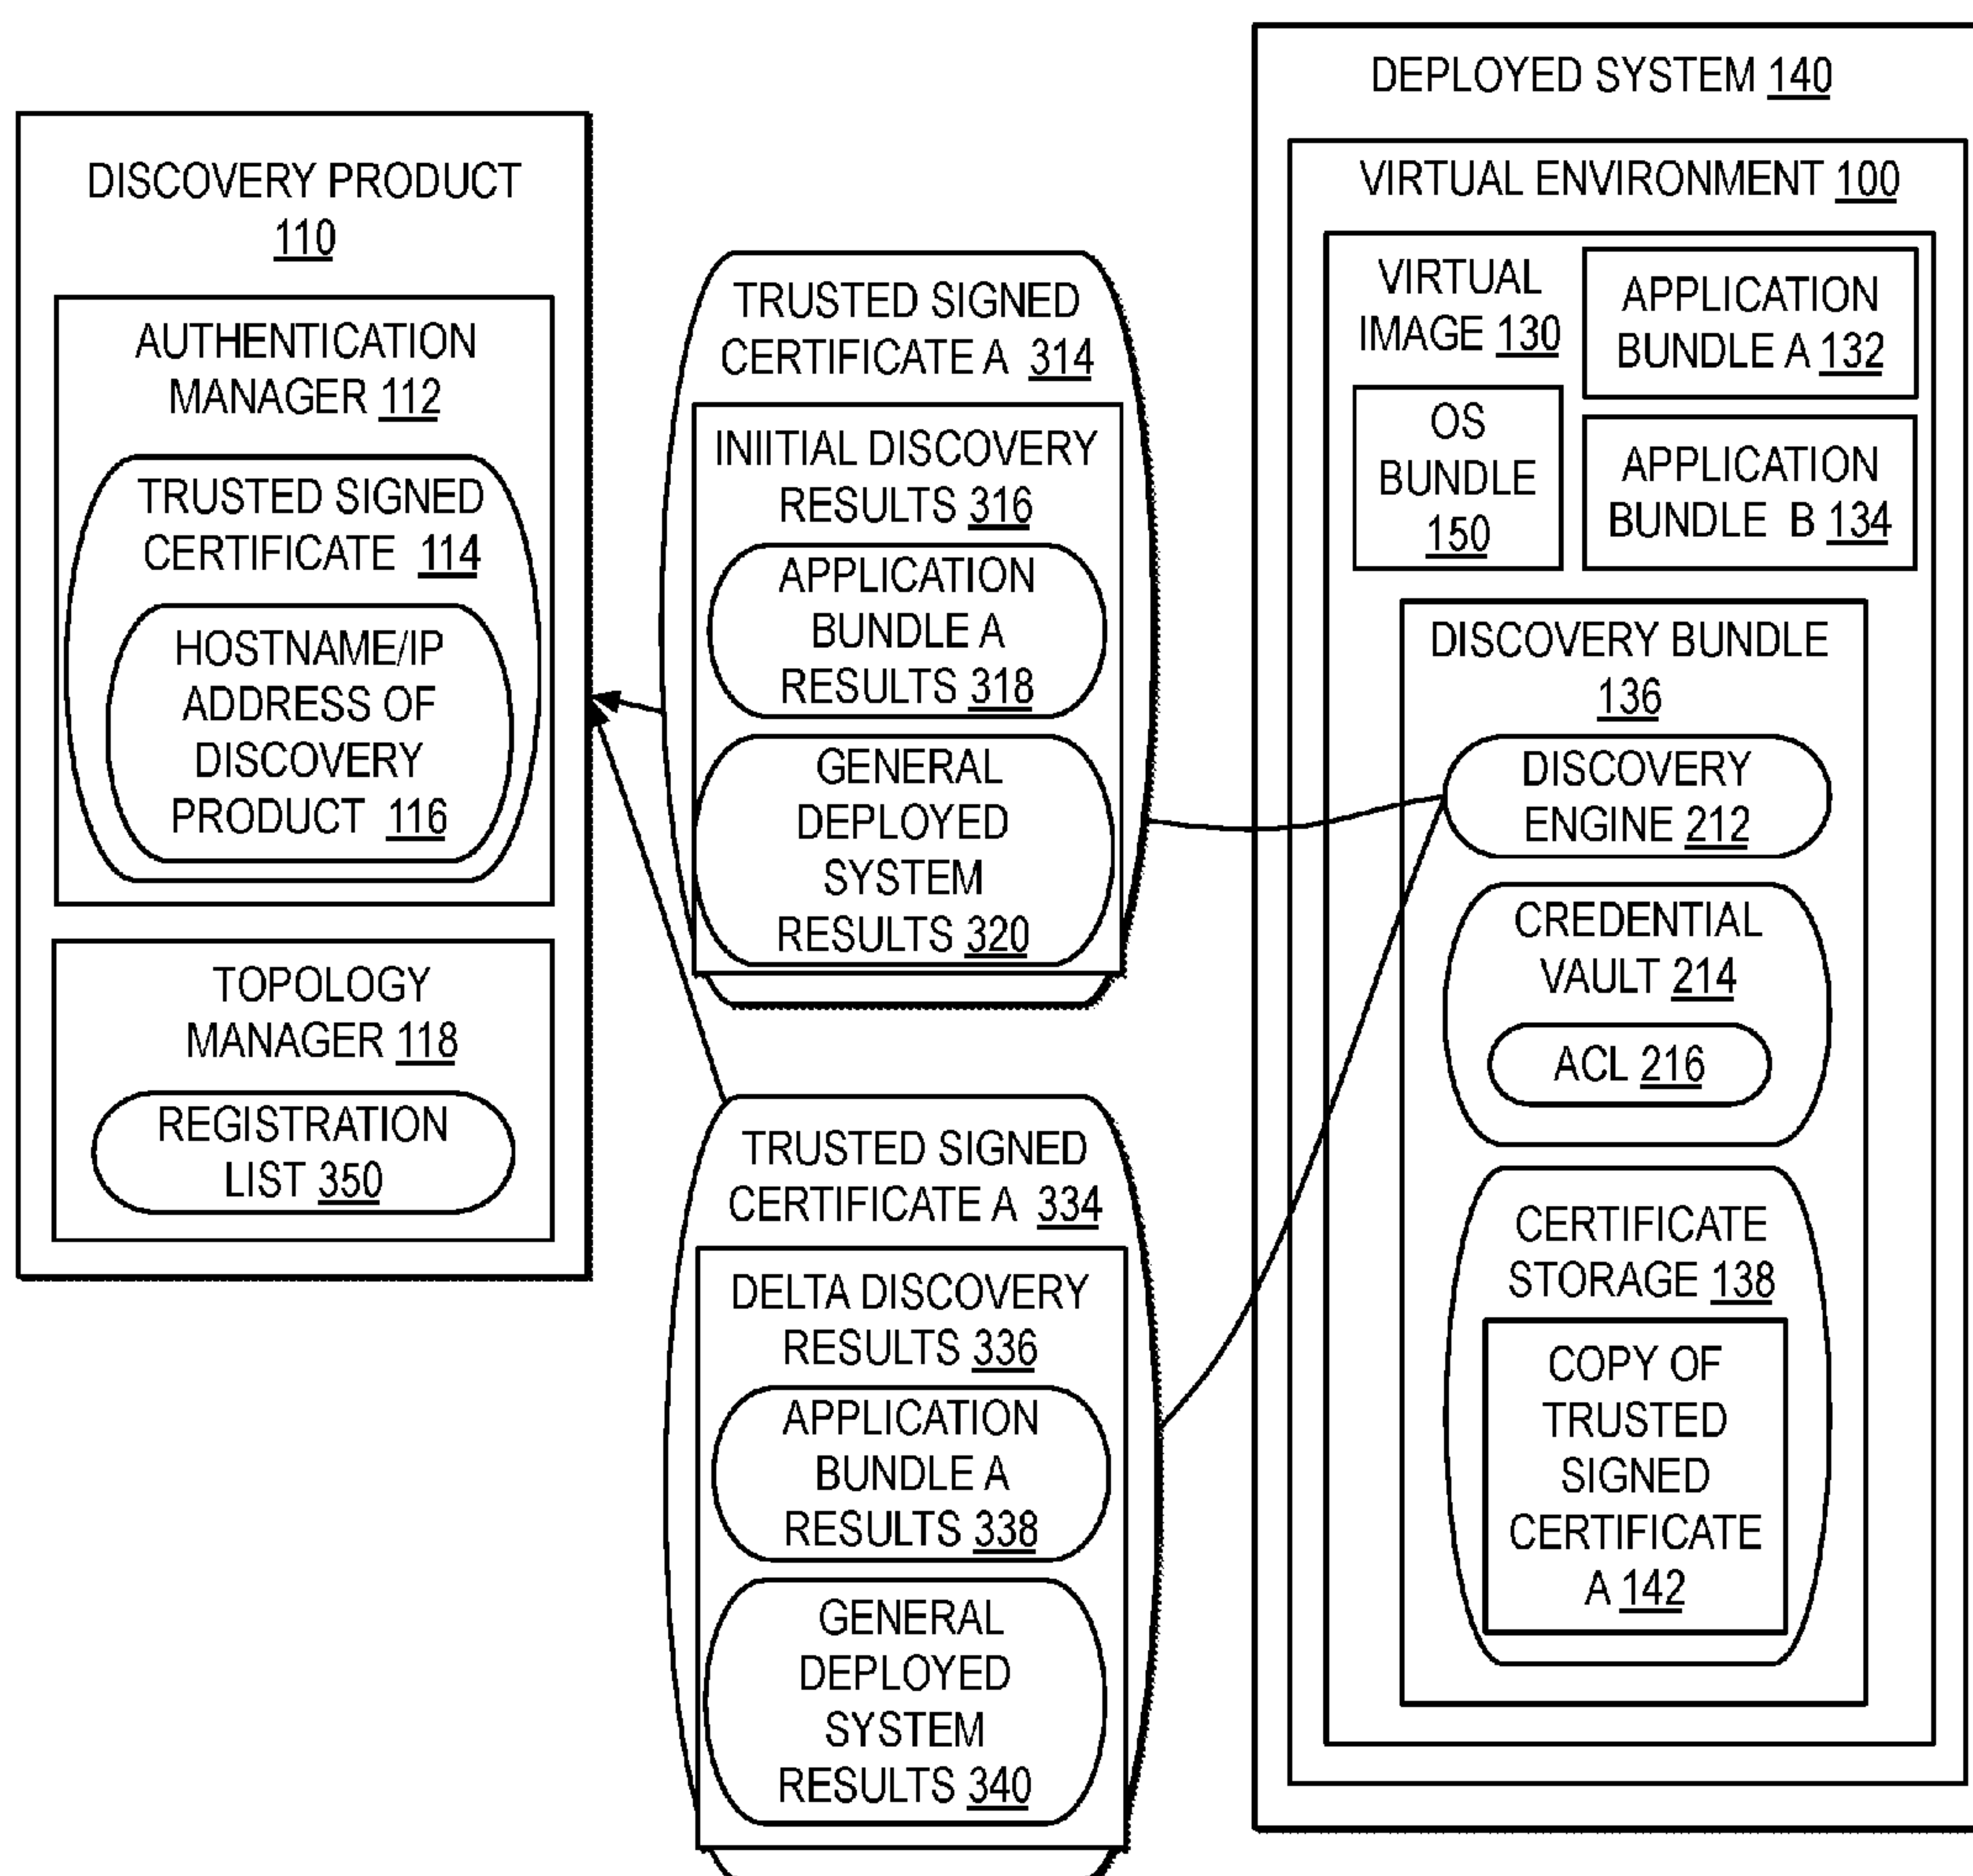 DISCOVERY PRODUCT
110
AUTHENTICATION
MANAGER 112
TRUSTED SIGNED
CERTIFICATE 114
HOSTNAME/IP
ADDRESS OF
DISCOVERY
PRODUCT 116
TOPOLOGY
MANAGER 118
REGISTRATION
LIST 350
TRUSTED SIGNED
CERTIFICATE A 314
INIITIAL DISCOVERY
RESULTS 316
APPLICATION
BUNDLE A
RESULTS 318
GENERAL
DEPLOYED
SYSTEM
RESULTS 320
TRUSTED SIGNED
CERTIFICATE A 334
DELTA DISCOVERY
RESULTS 336
APPLICATION
BUNDLE A
RESULTS 338
GENERAL
DEPLOYED
SYSTEM
RESULTS 340
DEPLOYED SYSTEM 140
VIRTUAL ENVIRONMENT 100
VIRTUAL
IMAGE 130
APPLICATION
BUNDLE A 132
OS
BUNDLE
150
APPLICATION
BUNDLE B 134
DISCOVERY BUNDLE
136
DISCOVERY
ENGINE 212
CREDENTIAL
VAULT 214
ACL 216
CERTIFICATE
STORAGE 138
COPY OF
TRUSTED
SIGNED
CERTIFICATE
A 142